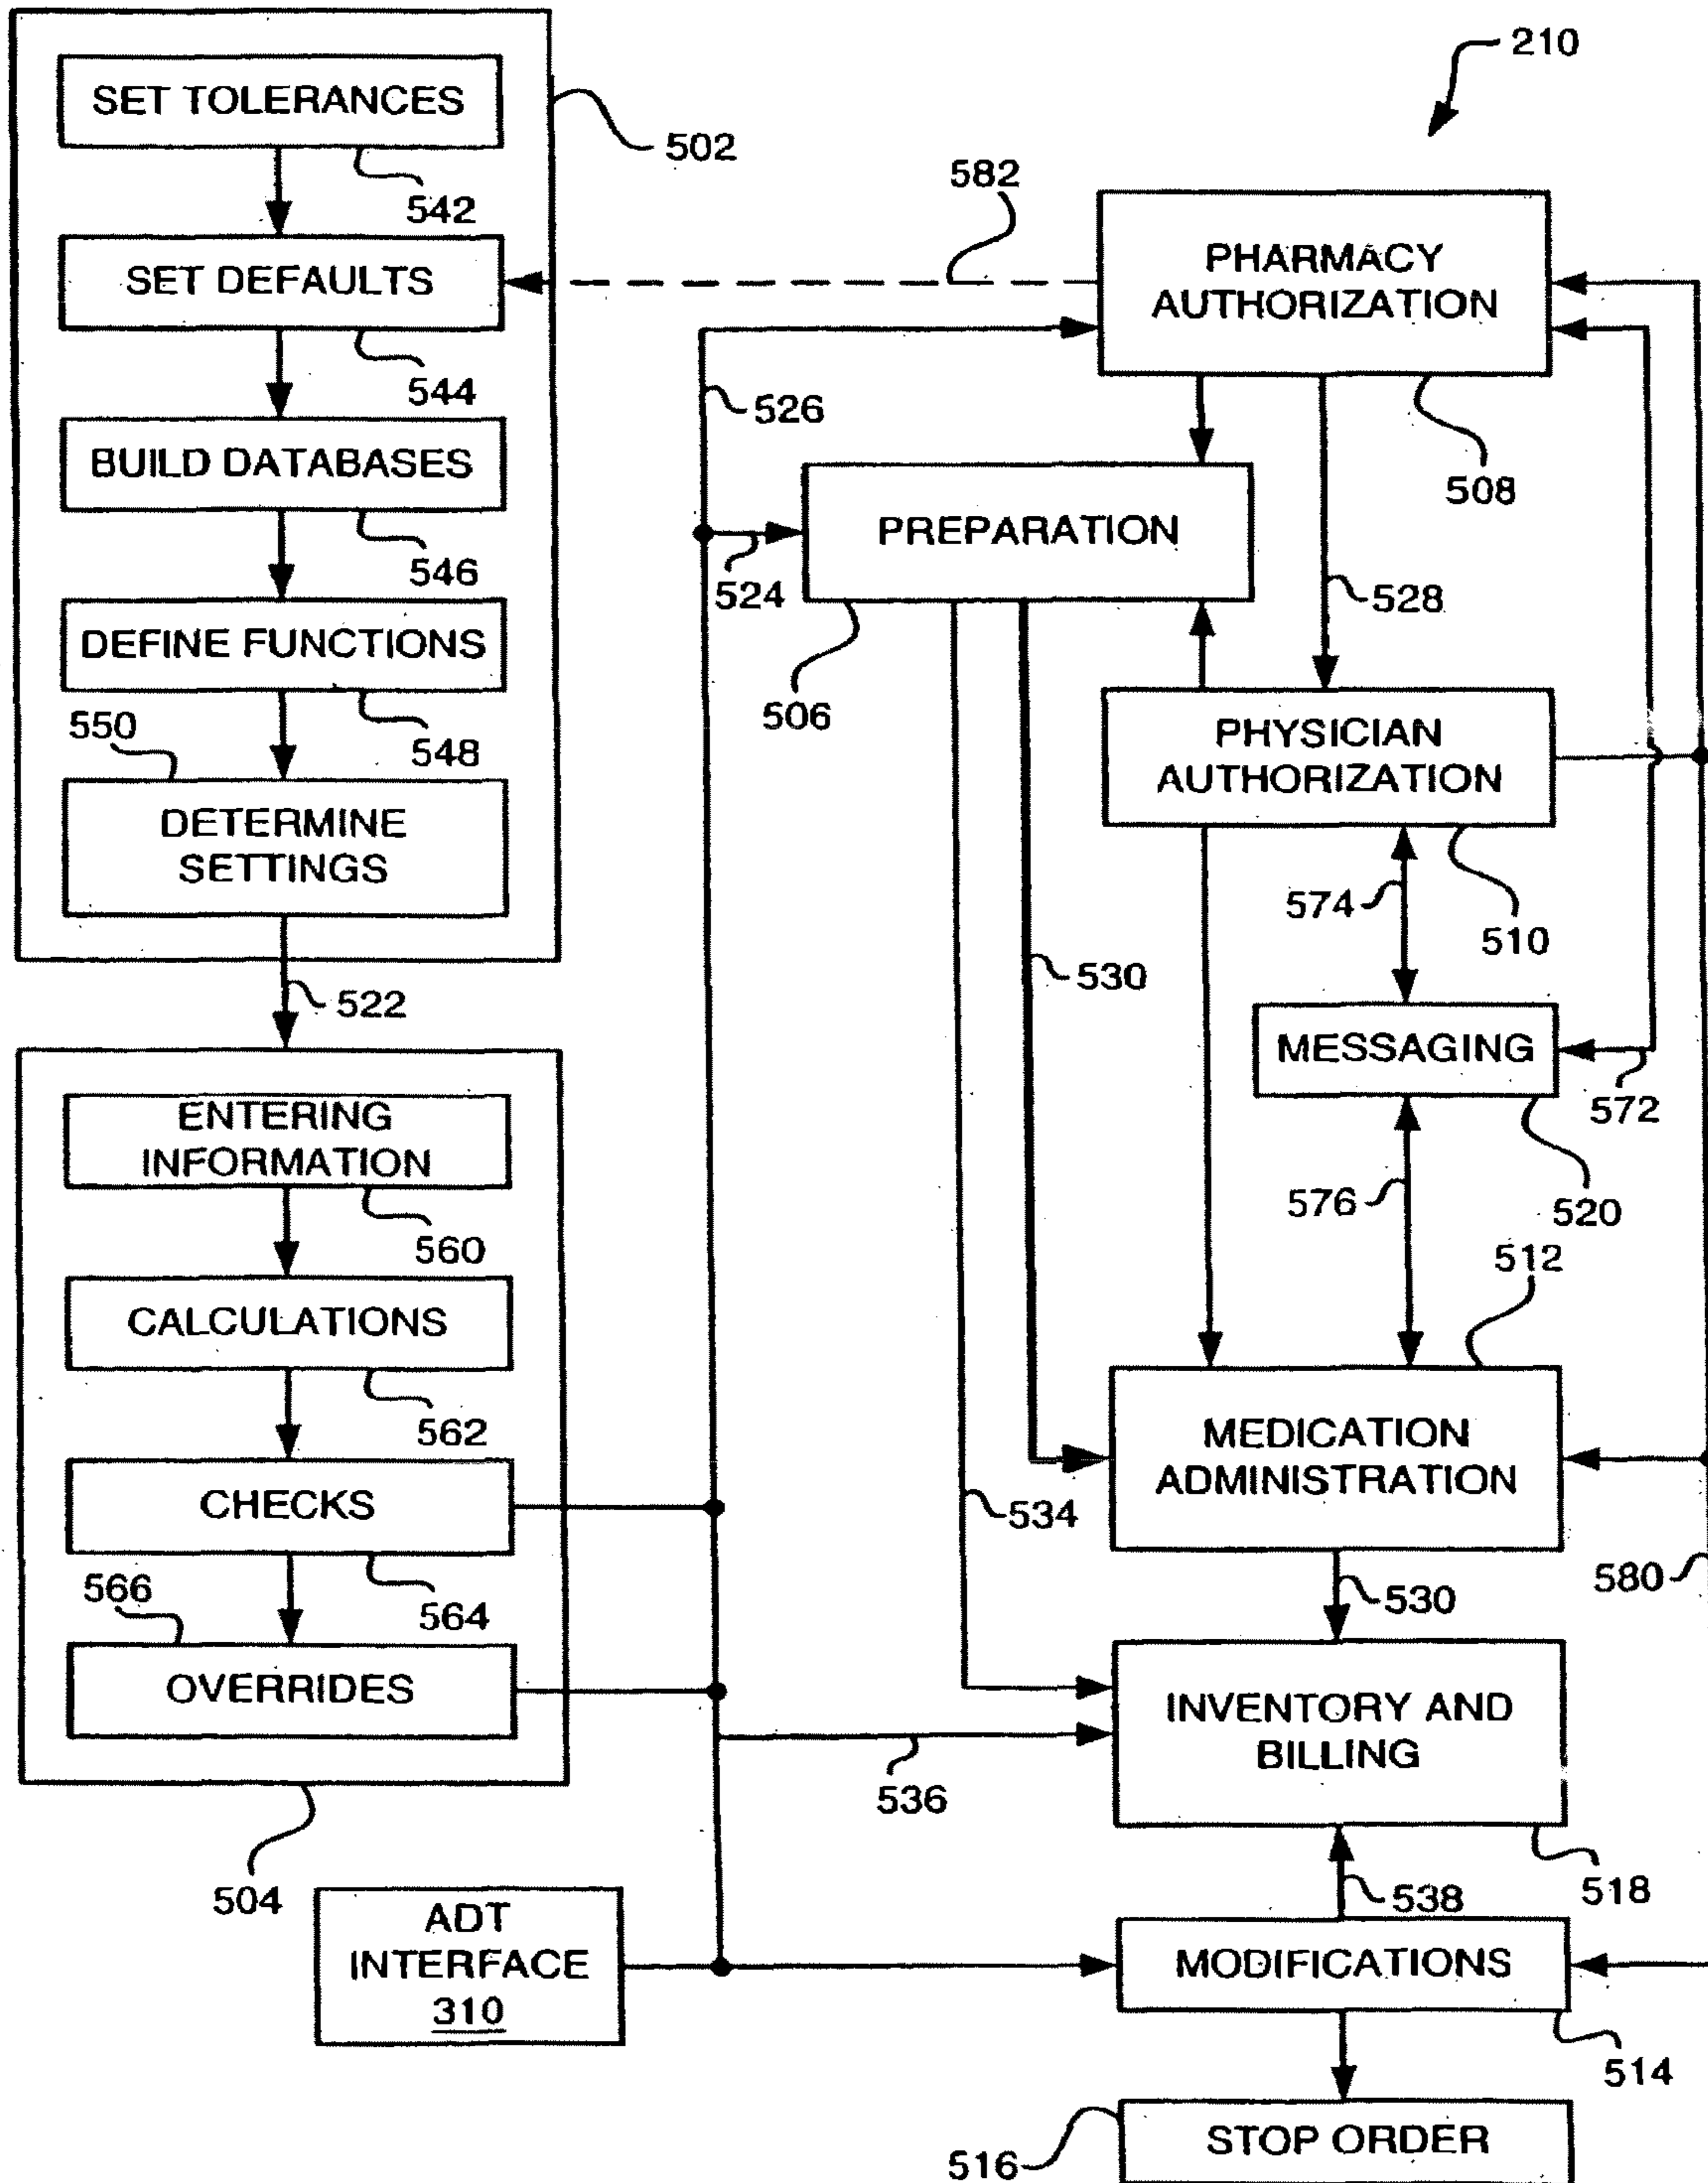 210
SET TOLERANCES
502
542
582
SET DEFAULTS
544
PHARMACY
AUTHORIZATION
508
526
BUILD DATABASES
546
PREPARATION
524
506
528
DEFINE FUNCTIONS
548
550
DETERMINE
SETTINGS
522
PHYSICIAN
AUTHORIZATION
574
510
530
MESSAGING
572
520
576
512
ENTERING
INFORMATION
560
CALCULATIONS
562
CHECKS
564
566
OVERRIDES
504
MEDICATION
ADMINISTRATION
534
530
580
INVENTORY AND
BILLING
536
518
538
ADT
INTERFACE
310
MODIFICATIONS
514
STOP ORDER
516